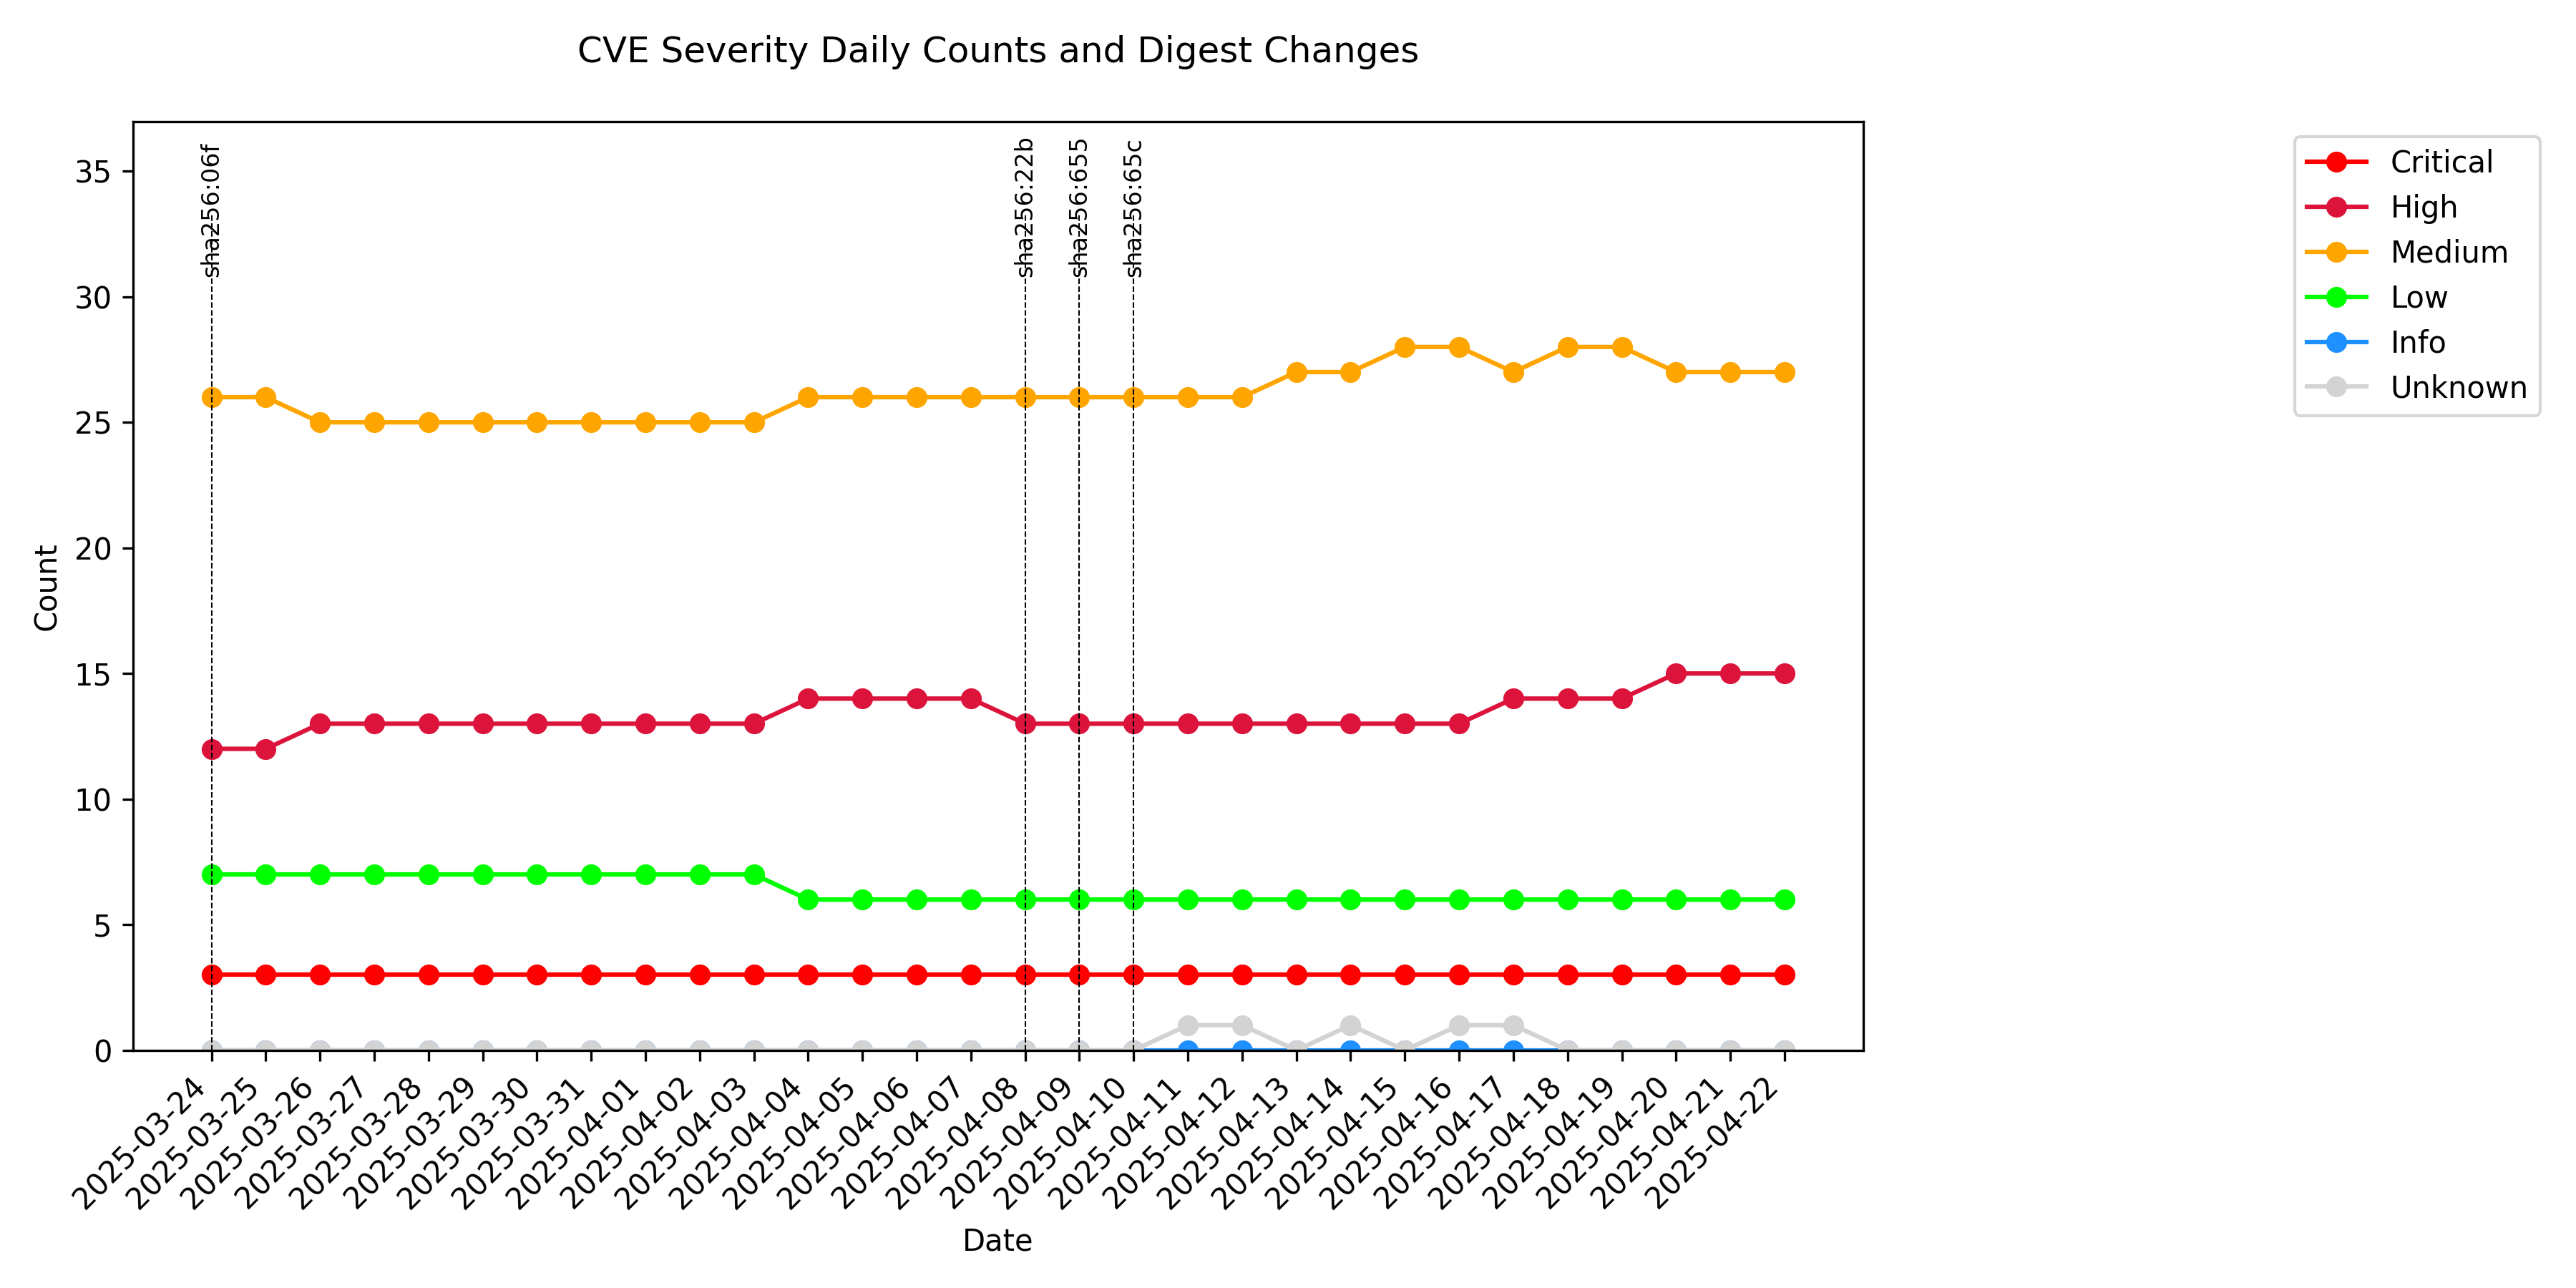 CVE Severity Daily Counts and Digest Changes
sha256:06f
sha256:22b
sha256:655
sha256:65c
Critical
High
Medium
Low
Info
Unknown
35
30
25
20
15
10
5
0
Count
2025-03-24
2025-03-25
2025-03-26
2025-03-27
2025-03-28
2025-03-29
2025-03-30
2025-03-31
2025-04-01
2025-04-02
2025-04-03
2025-04-04
2025-04-05
2025-04-06
2025-04-07
2025-04-08
2025-04-09
2025-04-10
2025-04-11
2025-04-12
2025-04-13
2025-04-14
2025-04-15
2025-04-16
2025-04-17
2025-04-18
2025-04-19
2025-04-20
2025-04-21
2025-04-22
Date